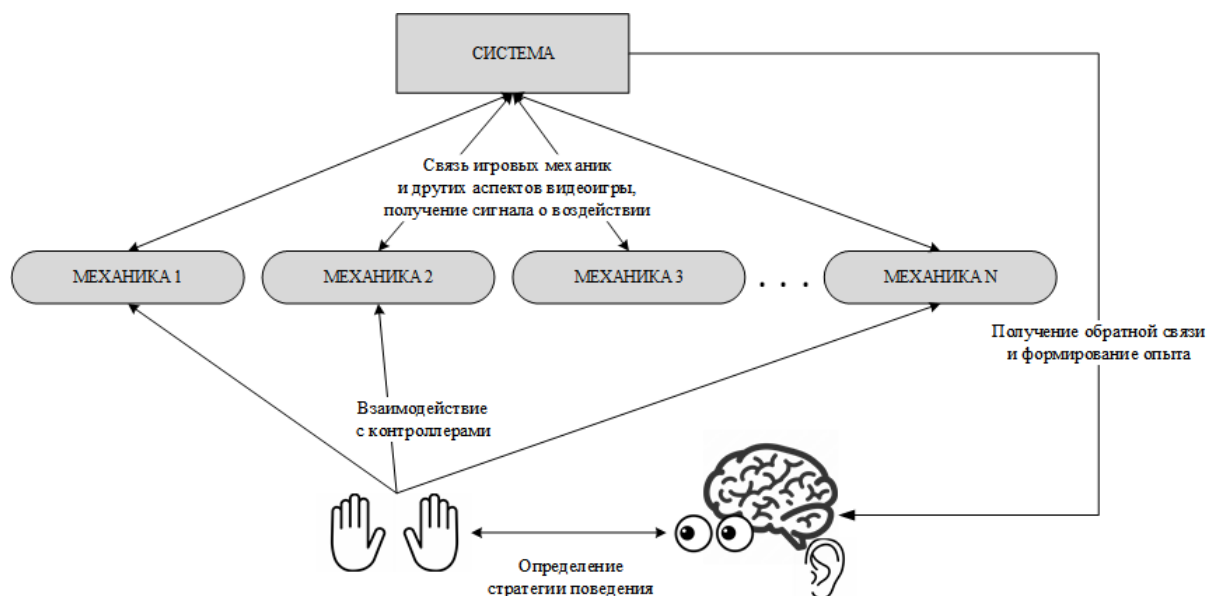 СИСТЕМА
Связь игровых механик
и других аспектов видеоигры,
получение сигнала о воздействии
МЕХАНИКА 1
МЕХАНИКА 2
МЕХАНИКА 3
. . .
МЕХАНИКА N
Получение обратной связи
и формирование опыта
Взаимодействие
с контроллерами
Определение
стратегии поведения